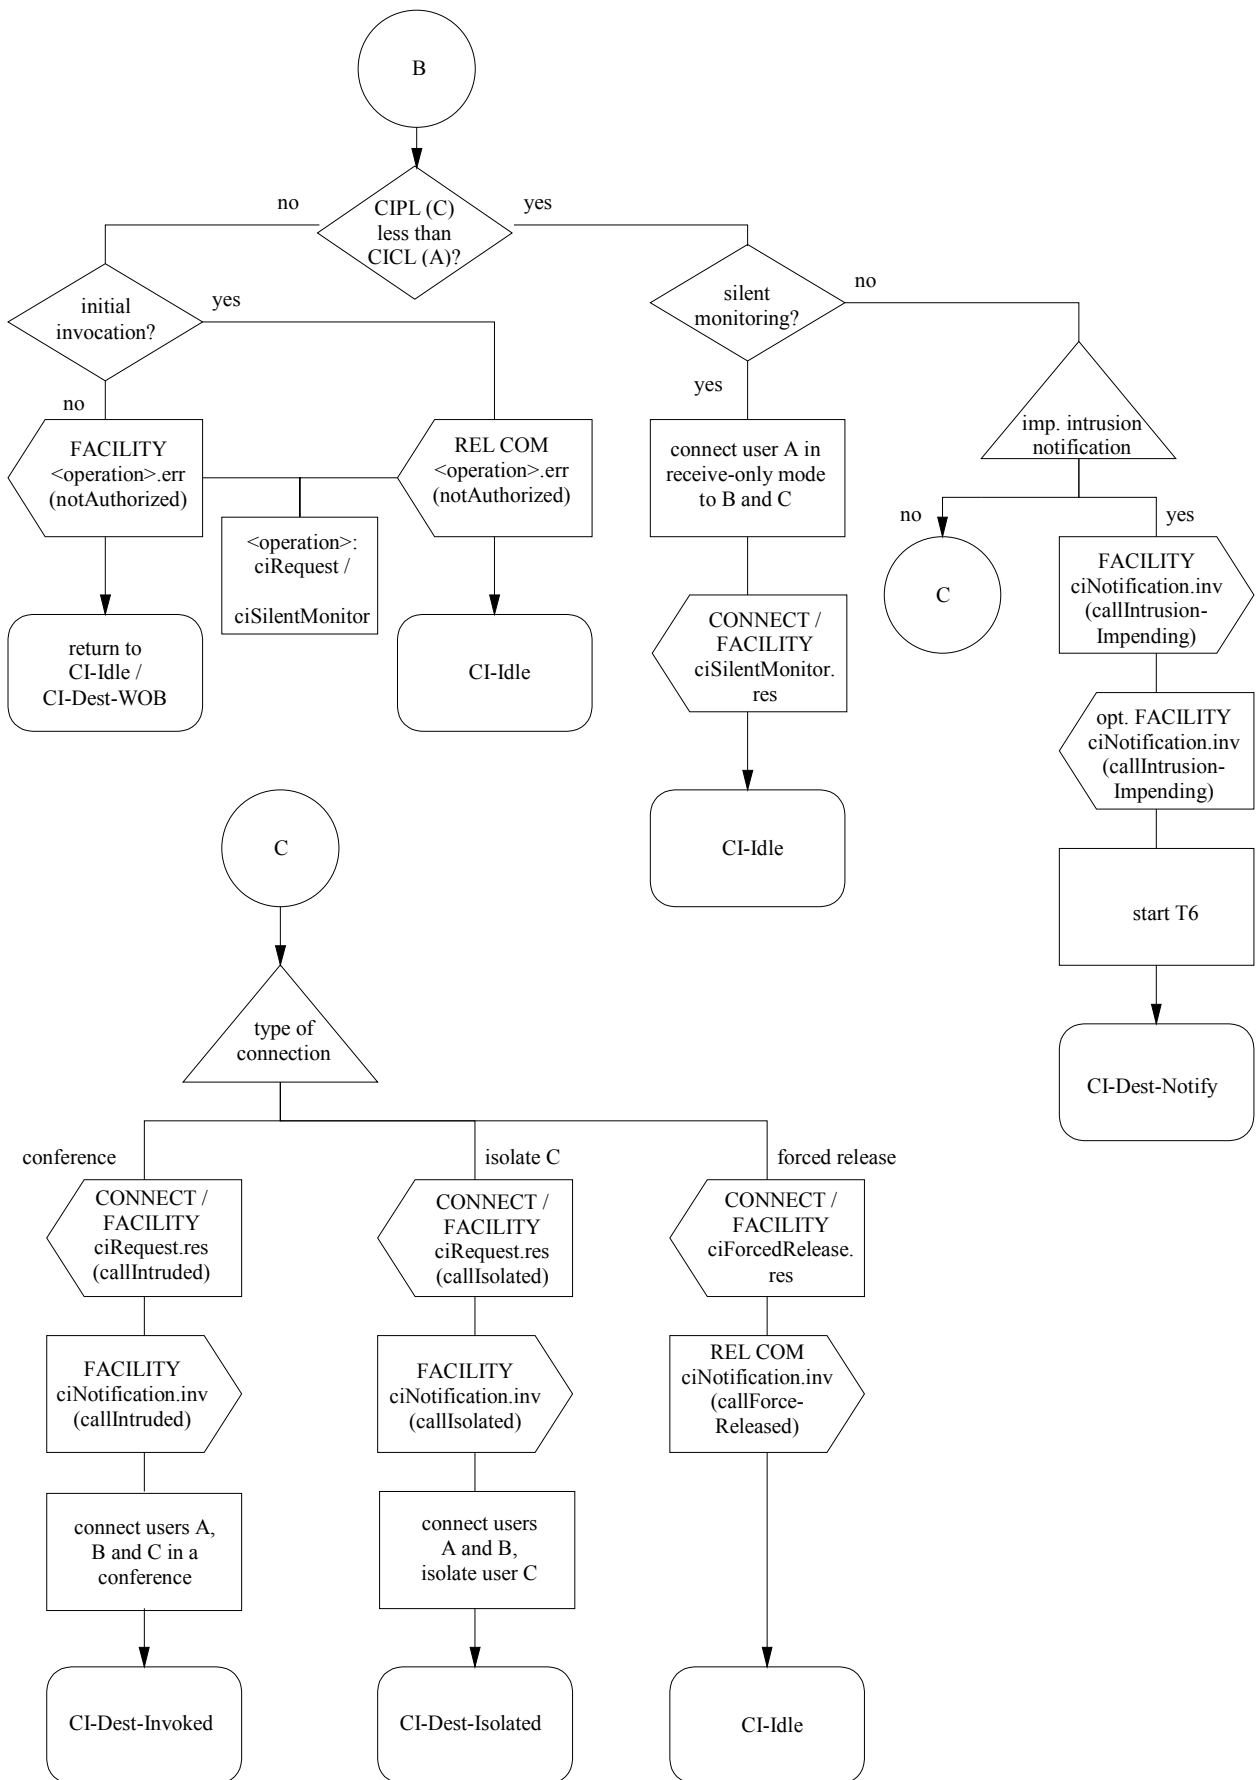 B
no
CIPL (C)
less than
CICL (A)?
yes
initial
invocation?
yes
silent
monitoring?
no
no
FACILITY
<operation>.err
(notAuthorized)
REL COM
<operation>.err
(notAuthorized)
<operation>:
ciRequest /
ciSilentMonitor
return to
CI-Idle /
CI-Dest-WOB
CI-Idle
yes
connect user A in
receive-only mode
to B and C
CONNECT /
FACILITY
ciSilentMonitor.
res
CI-Idle
imp. intrusion
notification
no
C
yes
FACILITY
ciNotification.inv
(callIntrusion-
Impending)
opt. FACILITY
ciNotification.inv
(callIntrusion-
Impending)
start T6
CI-Dest-Notify
C
type of
connection
conference
CONNECT /
FACILITY
ciRequest.res
(callIntruded)
FACILITY
ciNotification.inv
(callIntruded)
connect users A,
B and C in a
conference
CI-Dest-Invoked
isolate C
CONNECT /
FACILITY
ciRequest.res
(callIsolated)
FACILITY
ciNotification.inv
(callIsolated)
connect users
A and B,
isolate user C
CI-Dest-Isolated
forced release
CONNECT /
FACILITY
ciForcedRelease.
res
REL COM
ciNotification.inv
(callForce-
Released)
CI-Idle